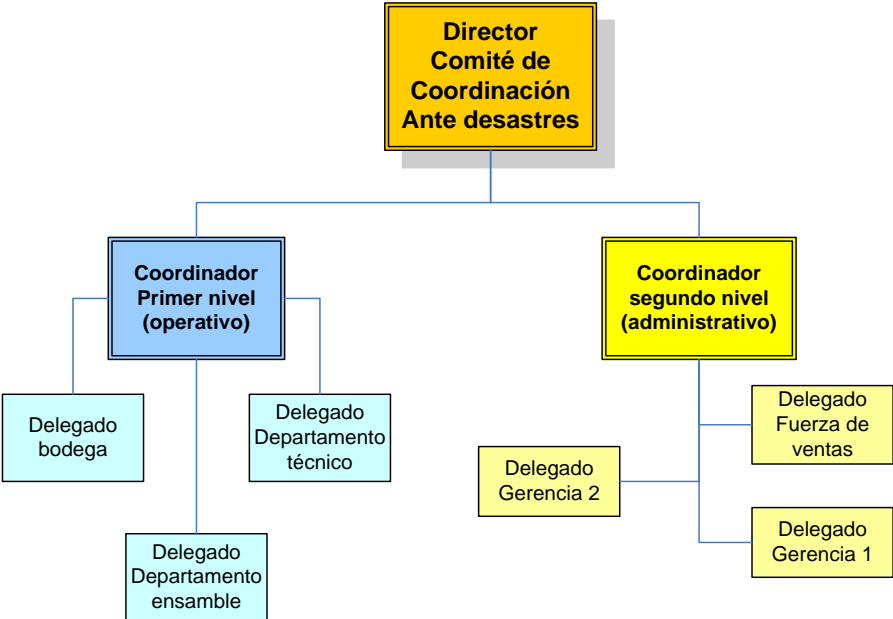 Director
Comité de
Coordinación
Ante desastres
Coordinador
Primer nivel
(operativo)
Coordinador
segundo nivel
(administrativo)
Delegado
bodega
Delegado
Departamento
técnico
Delegado
Departamento
ensamble
Delegado
Fuerza de
ventas
Delegado
Gerencia 2
Delegado
Gerencia 1